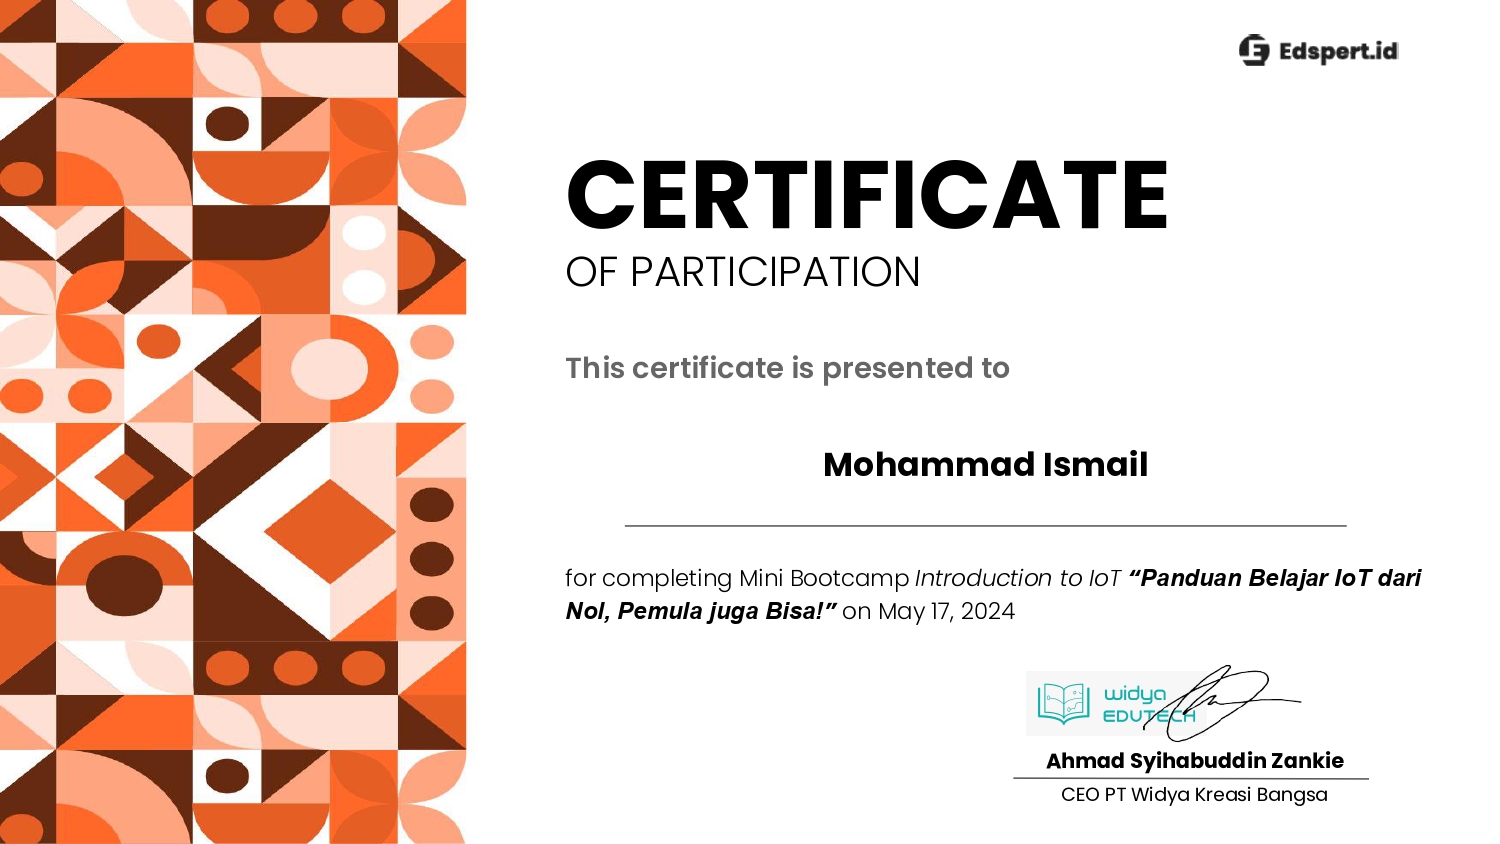 Edspert.id
CERTIFICATE
OF PARTICIPATION
This certificate is presented to
Mohammad Ismail
for completing Mini Bootcamp Introduction to IoT “Panduan Belajar IoT dari
Nol, Pemula juga Bisa!” on May 17, 2024
widya
EDUTECH
Ahmad Syihabuddin Zankie
CEO PT Widya Kreasi Bangsa